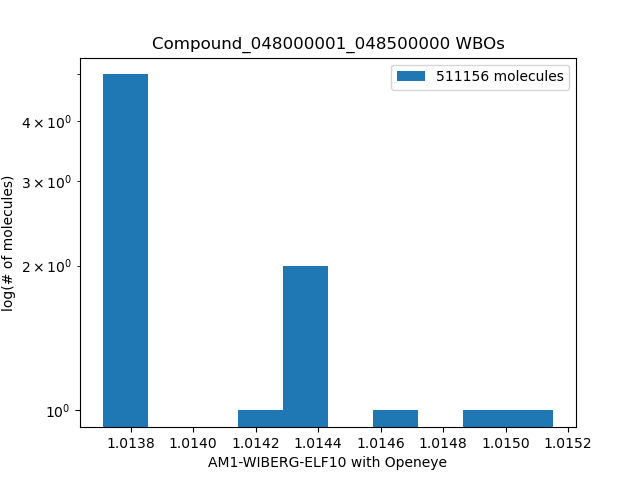 Compound_048000001_048500000 WBOs
511156 molecules
log(# of molecules)
4 × 10⁰
3 × 10⁰
2 × 10⁰
10⁰
1.0138 1.0140 1.0142 1.0144 1.0146 1.0148 1.0150 1.0152
AM1-WIBERG-ELF10 with Openeye